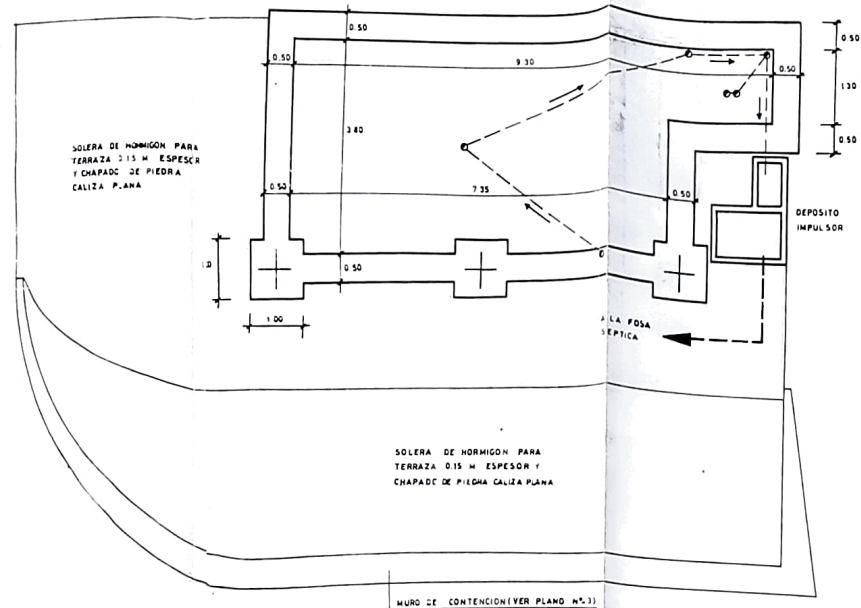 0.50
0.50
0.50
9.30
0.50
1.30
0.50
3.80
SOLERA DE HORMIGON PARA
TERRAZA 0.15 M ESPESOR
Y CHAPADO DE PIEDRA
CALIZA PLANA
0.50
7.35
0.50
DEPOSITO
IMPULSOR
0.50
1.00
A LA FOSA
SEPTICA
SOLERA DE HORMIGON PARA
TERRAZA 0.15 M ESPESOR Y
CHAPADO DE PIEDRA CALIZA PLANA
MURO DE CONTENCION (VER PLANO Nº-3)